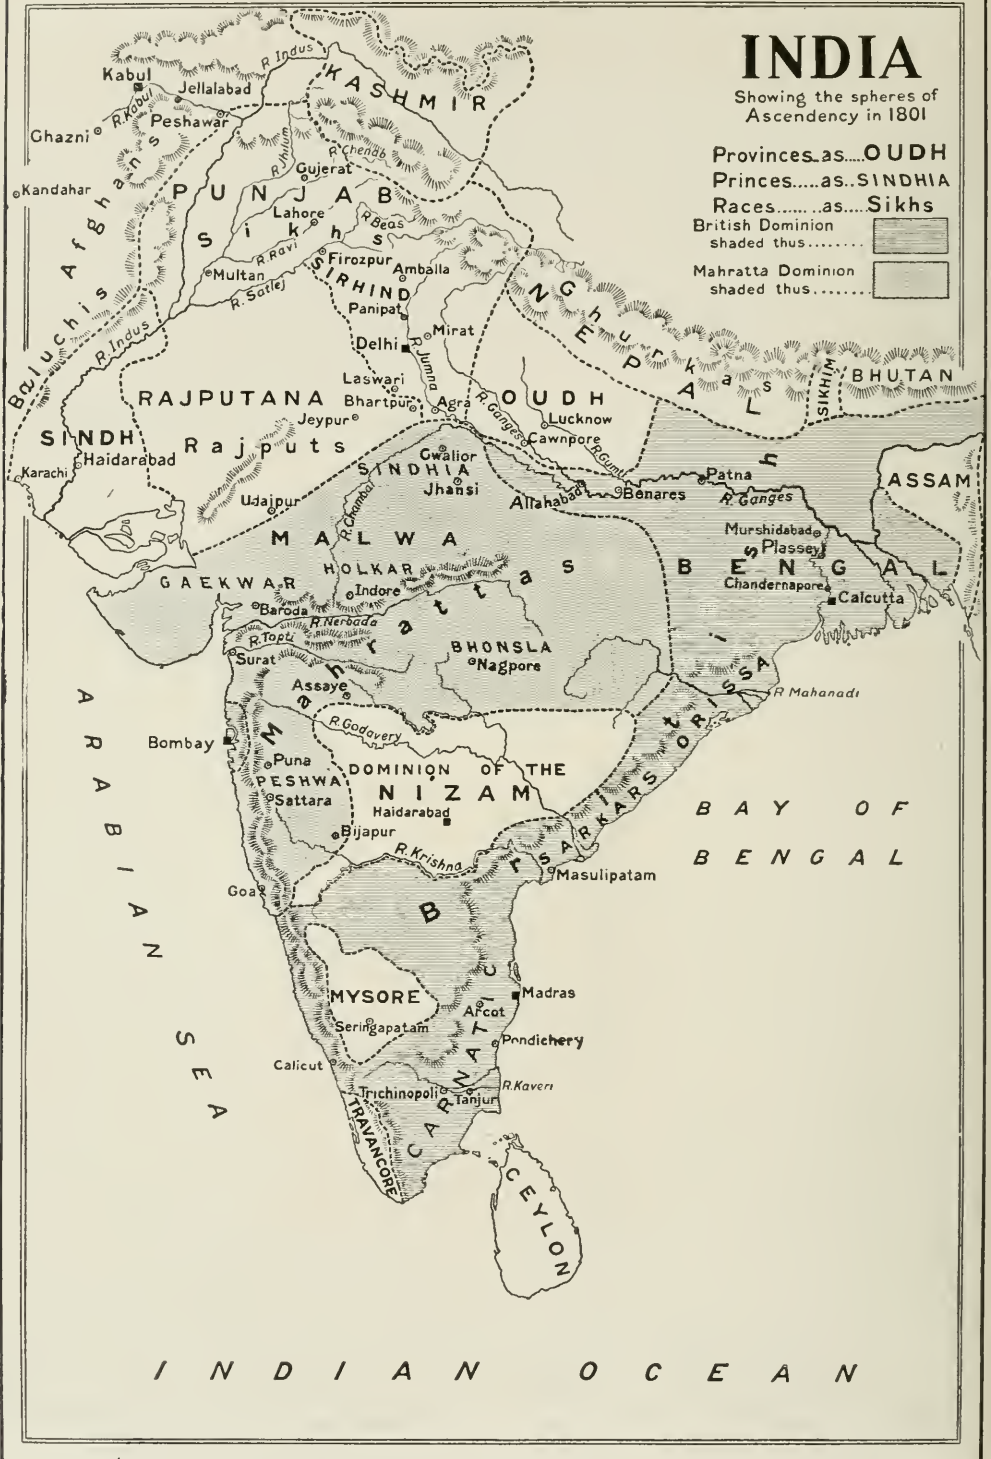 INDIA
Showing the spheres of
Ascendency in 1801
Provinces..as.....OUDH
Princes.....as..SINDHIA
Races........as.....Sikhs
British Dominion
shaded thus........
Mahratta Dominion
shaded thus........
R. Indus
Kabul
Jellalabad
R. Kabul
Peshawar
Ghazni
Kandahar
Afghans
KASHMIR
R. Jhilum
R. Chenab
Gujerat
PUNJAB
Lahore
R. Beas
Sikhs
R. Ravi
Firozpur
Multan
R. Satlej
SIRHIND
Amballa
Panipat
Baluchis
R. Indus
Mirat
Delhi
R. Jumna
NEPAL
Ghurkals
SIKHIM
BHUTAN
Laswari
Bhartpur
Agra
RAJPUTANA
Jeypur
Rajputs
OUDH
R. Ganges
Lucknow
Cawnpore
R. Gumti
SINDH
Haidarabad
Karachi
Udaipur
Gwalior
SINDHIA
Jhansi
R. Chambal
Allahabad
Benares
Patna
R. Ganges
ASSAM
MALWA
HOLKAR
Indore
GAEKWAR
Baroda
R. Nerbada
R. Tapti
Surat
Mahrattas
BHONSLA
Nagpore
Assaye
Murshidabad
Plassey
BENGAL
Chandernapore
Calcutta
British
R. Mahanadi
ORISSA
SARKARS
R. Godavery
Bombay
Puna
PESHWA
Sattara
Bijapur
DOMINION OF THE
NIZAM
Haidarabad
R. Krishna
Masulipatam
Goa
ARABIAN SEA
BAY OF
BENGAL
MYSORE
Seringapatam
Arcot
Madras
Pondichery
CARNATIC
Calicut
Trichinopoli
Tanjur
R. Kaveri
TRAVANCORE
CEYLON
INDIAN OCEAN